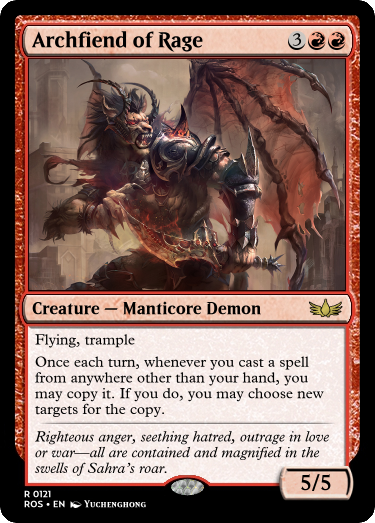 Archfiend of Rage 3
Creature — Manticore Demon
Flying, trample
Once each turn, whenever you cast a spell
from anywhere other than your hand, you
may copy it. If you do, you may choose new
targets for the copy.
Righteous anger, seething hatred, outrage in love
or war—all are contained and magnified in the
swells of Sahra's roar.
5/5
R 0121
ROS • EN Yuchenghong